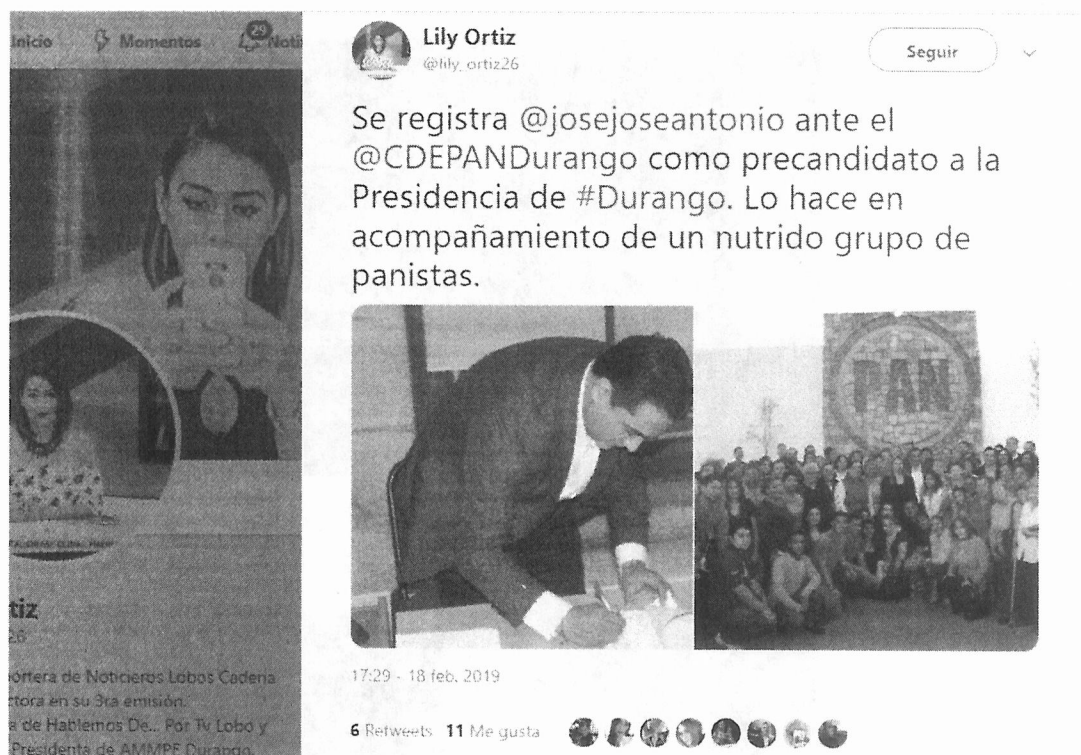 Inicio
Momentos
29
Noti
tiz
26
ortera de Noticieros Lobos Cadena
ctora en su 3ra emisión.
a de Hablemos De... Por Tv Lobo y
Presidenta de AMMPE Durango.
Lily Ortiz
@lily_ortiz26
Seguir
Se registra @josejoseantonio ante el
@CDEPANDurango como precandidato a la
Presidencia de #Durango. Lo hace en
acompañamiento de un nutrido grupo de
panistas.
PAN
17:29 - 18 feb. 2019
6 Retweets 11 Me gusta